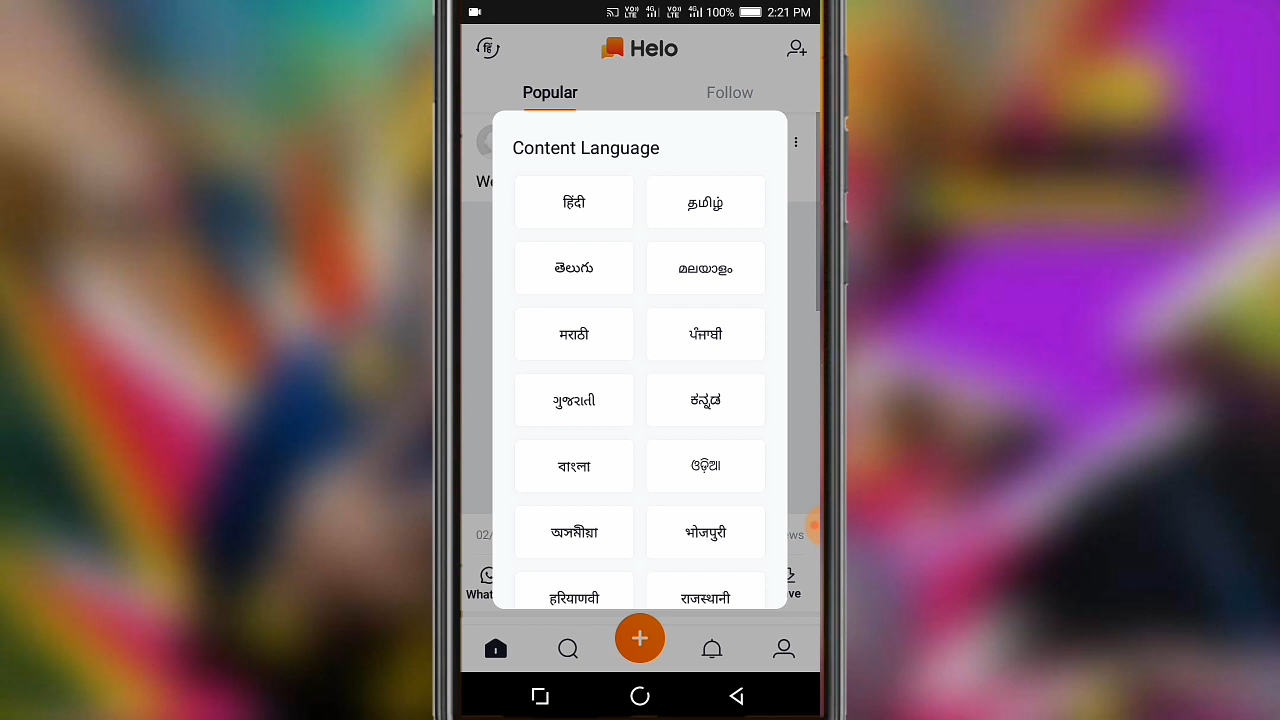 100% 2:21 PM
हिं
Helo
Popular Follow
Content Language
हिंदी தமிழ்
తెలుగు മലയാളം
मराठी ਪੰਜਾਬੀ
ગુજરાતી ಕನ್ನಡ
বাংলা ଓଡ଼ିଆ
অসমীয়া भोजपुरी
हरियाणवी राजस्थानी